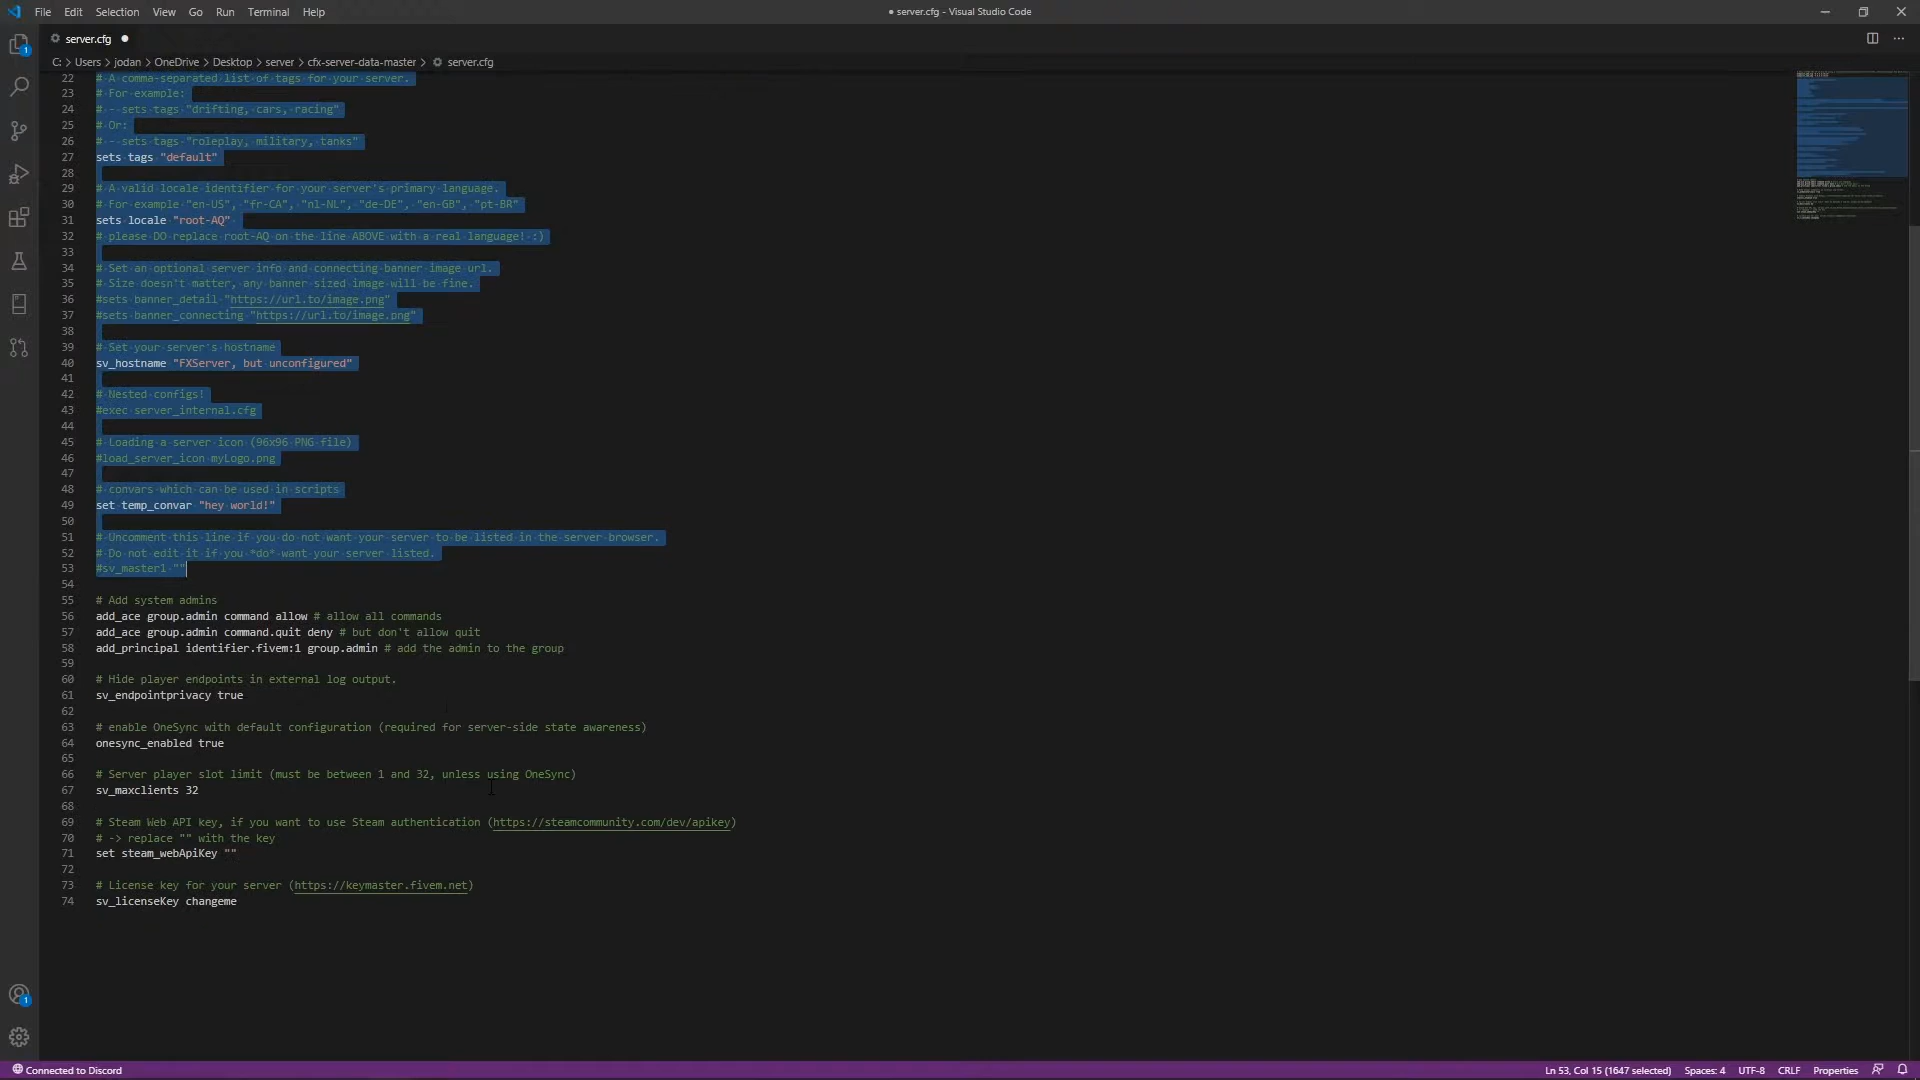 File Edit Selection View Go Run Terminal Help
● server.cfg - Visual Studio Code
server.cfg ●
C: > Users > jodan > OneDrive > Desktop > server > cfx-server-data-master > server.cfg
22 # A comma-separated list of tags for your server.
23 # For example:
24 # - sets tags "drifting, cars, racing"
25 # Or:
26 # - sets tags "roleplay, military, tanks"
27 sets tags "default"
28
29 # A valid locale identifier for your server's primary language.
30 # For example "en-US", "fr-CA", "nl-NL", "de-DE", "en-GB", "pt-BR"
31 sets locale "root-AQ"
32 # please DO replace root-AQ on the line ABOVE with a real language! :)
33
34 # Set an optional server info and connecting banner image url.
35 # Size doesn't matter, any banner sized image will be fine.
36 #sets banner_detail "https://url.to/image.png"
37 #sets banner_connecting "https://url.to/image.png"
38
39 # Set your server's hostname
40 sv_hostname "FXServer, but unconfigured"
41
42 # Nested configs!
43 #exec server_internal.cfg
44
45 # Loading a server icon (96x96 PNG file)
46 #load_server_icon myLogo.png
47
48 # convars which can be used in scripts
49 set temp_convar "hey world!"
50
51 # Uncomment this line if you do not want your server to be listed in the server browser.
52 # Do not edit it if you *do* want your server listed.
53 #sv_master1 ""
54
55 # Add system admins
56 add_ace group.admin command allow # allow all commands
57 add_ace group.admin command.quit deny # but don't allow quit
58 add_principal identifier.fivem:1 group.admin # add the admin to the group
59
60 # Hide player endpoints in external log output.
61 sv_endpointprivacy true
62
63 # enable OneSync with default configuration (required for server-side state awareness)
64 onesync_enabled true
65
66 # Server player slot limit (must be between 1 and 32, unless using OneSync)
67 sv_maxclients 32
68
69 # Steam Web API key, if you want to use Steam authentication (https://steamcommunity.com/dev/apikey)
70 # -> replace "" with the key
71 set steam_webApiKey ""
72
73 # License key for your server (https://keymaster.fivem.net)
74 sv_licenseKey changeme
1
1
Connected to Discord
Ln 53, Col 15 (1647 selected) Spaces: 4 UTF-8 CRLF Properties